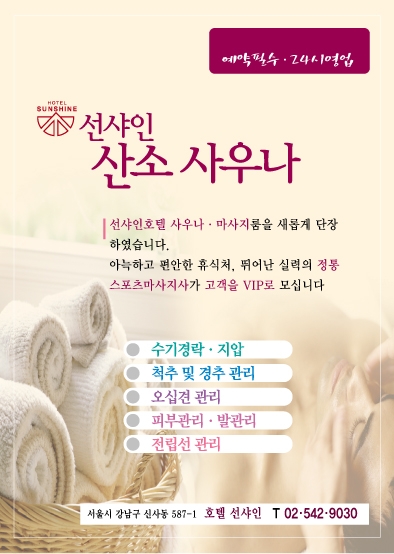 예약필수 · 24시영업
HOTEL
SUNSHINE
선샤인
산소 사우나
선샤인호텔 사우나 · 마사지룸을 새롭게 단장
하였습니다.
아늑하고 편안한 휴식처, 뛰어난 실력의 정통
스포츠마사지사가 고객을 VIP로 모십니다
수기경락 · 지압
척추 및 경추 관리
오십견 관리
피부관리 · 발관리
전립선 관리
서울시 강남구 신사동 587-1 호텔 선샤인 T 02·542·9030